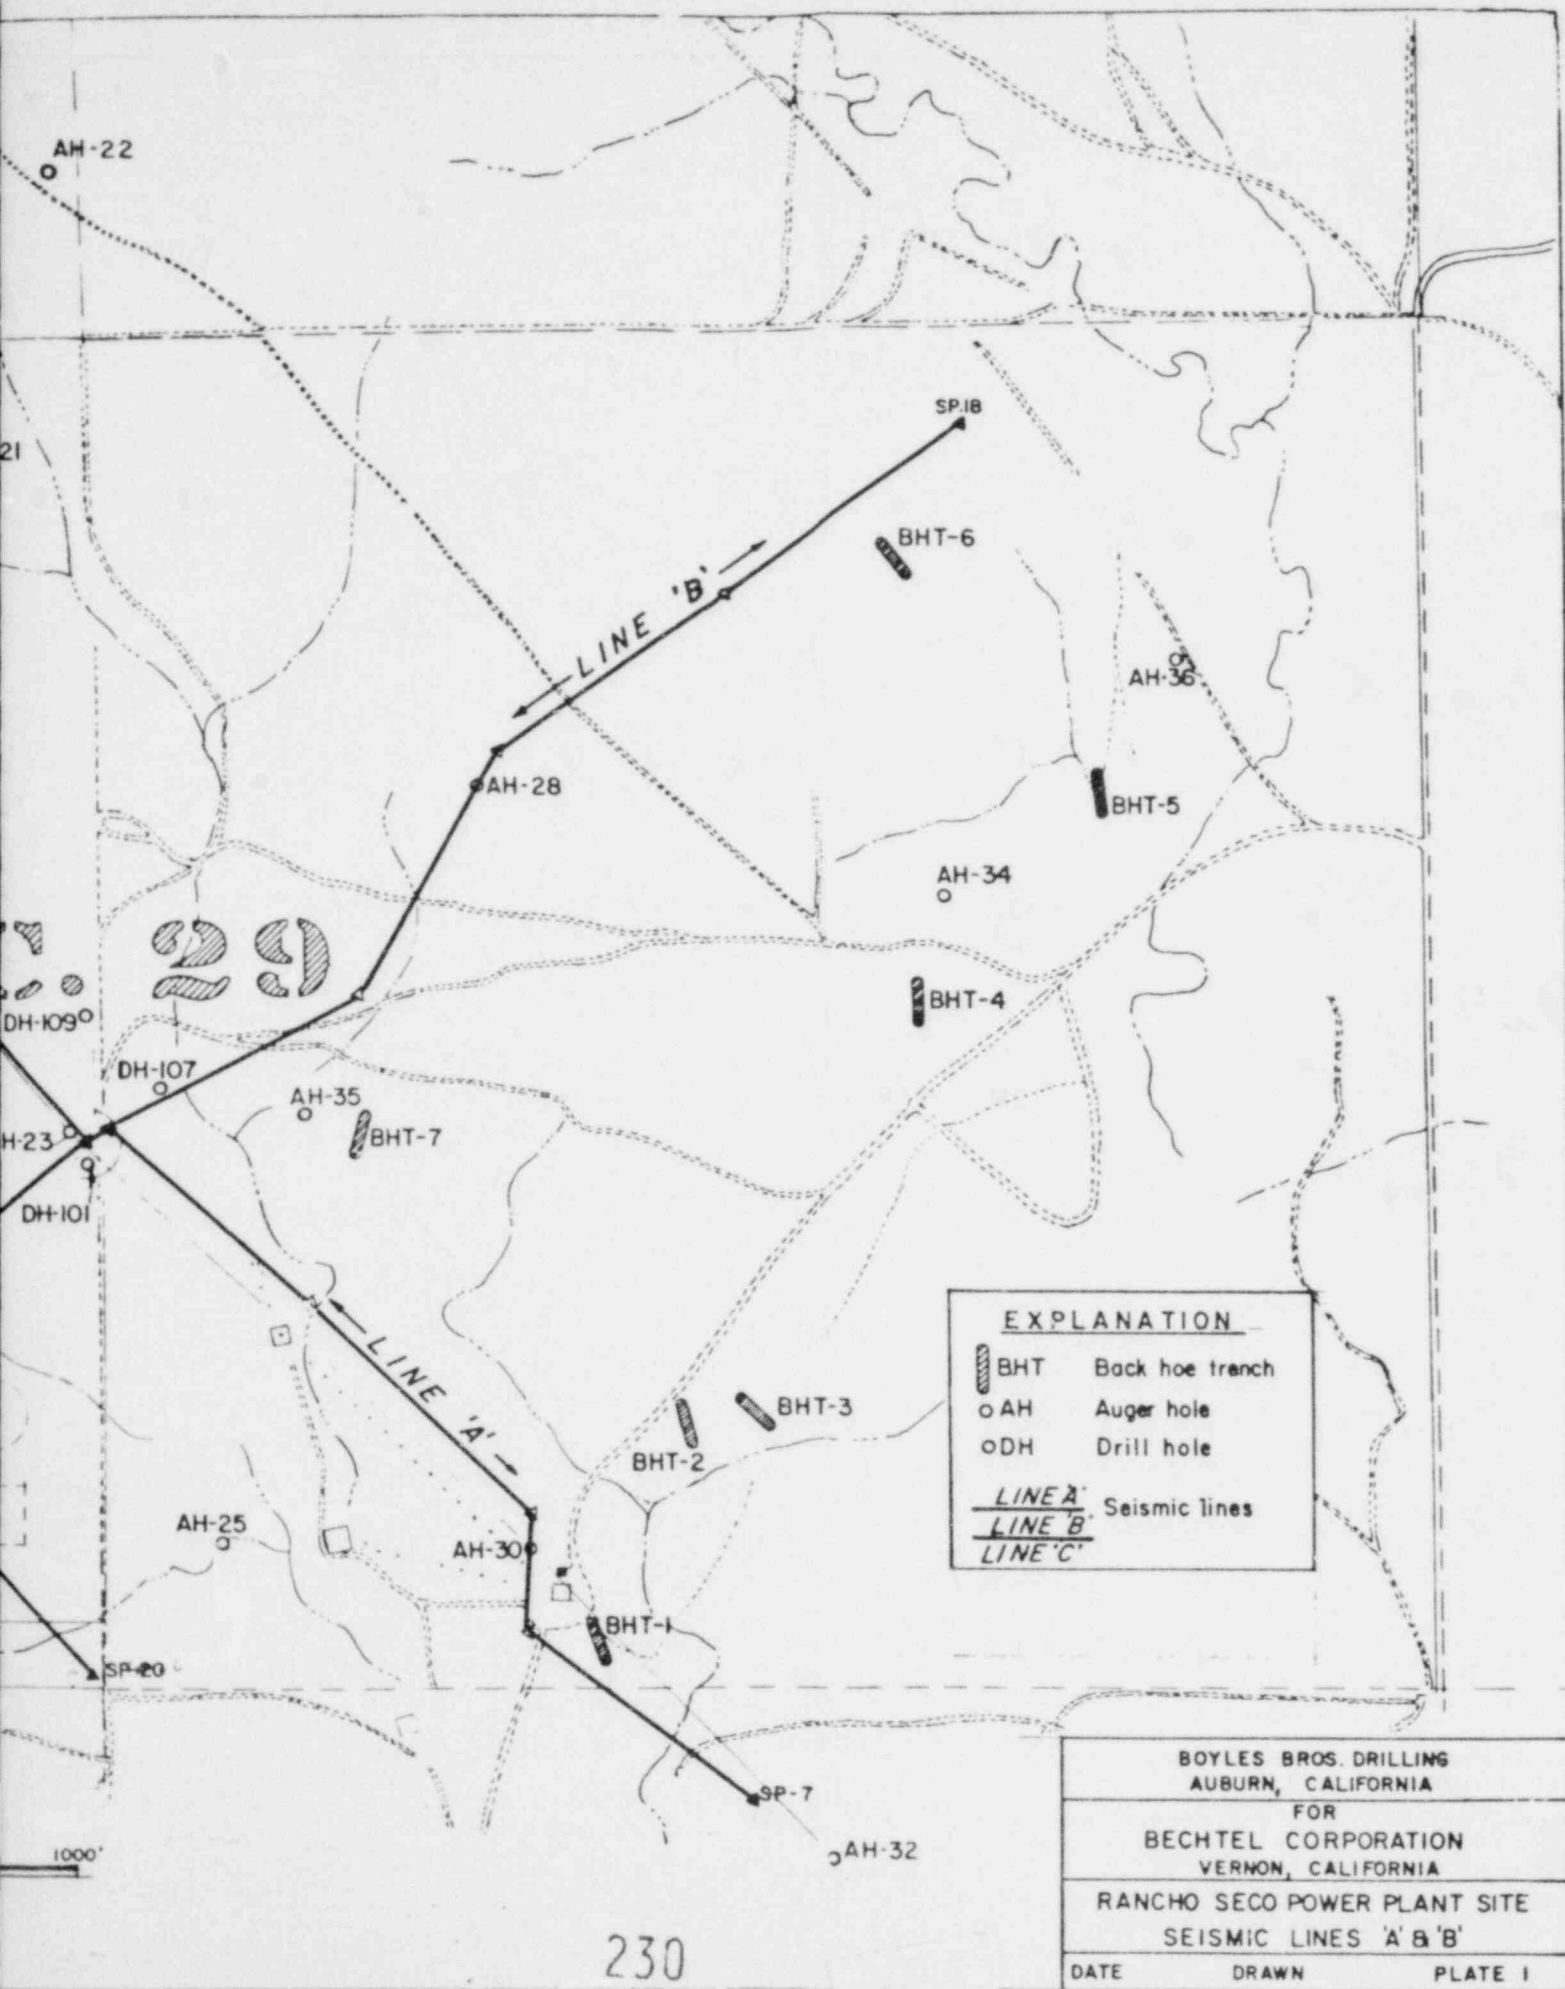 AH-22
SP.18
21
BHT-6
LINE 'B'
AH-36
AH-28
BHT-5
AH-34
C. 29
BHT-4
DH-109
DH-107
AH-35
BHT-7
H-23
DH-101
EXPLANATION
BHT Back hoe trench
AH Auger hole
DH Drill hole
LINE 'A'
LINE 'B' Seismic lines
LINE 'C'
LINE 'A'
BHT-3
BHT-2
AH-25
AH-30
BHT-1
SP-20
SP-7
AH-32
1000'
BOYLES BROS. DRILLING
AUBURN, CALIFORNIA
FOR
BECHTEL CORPORATION
VERNON, CALIFORNIA
RANCHO SECO POWER PLANT SITE
SEISMIC LINES 'A' & 'B'
DATE DRAWN PLATE 1
230